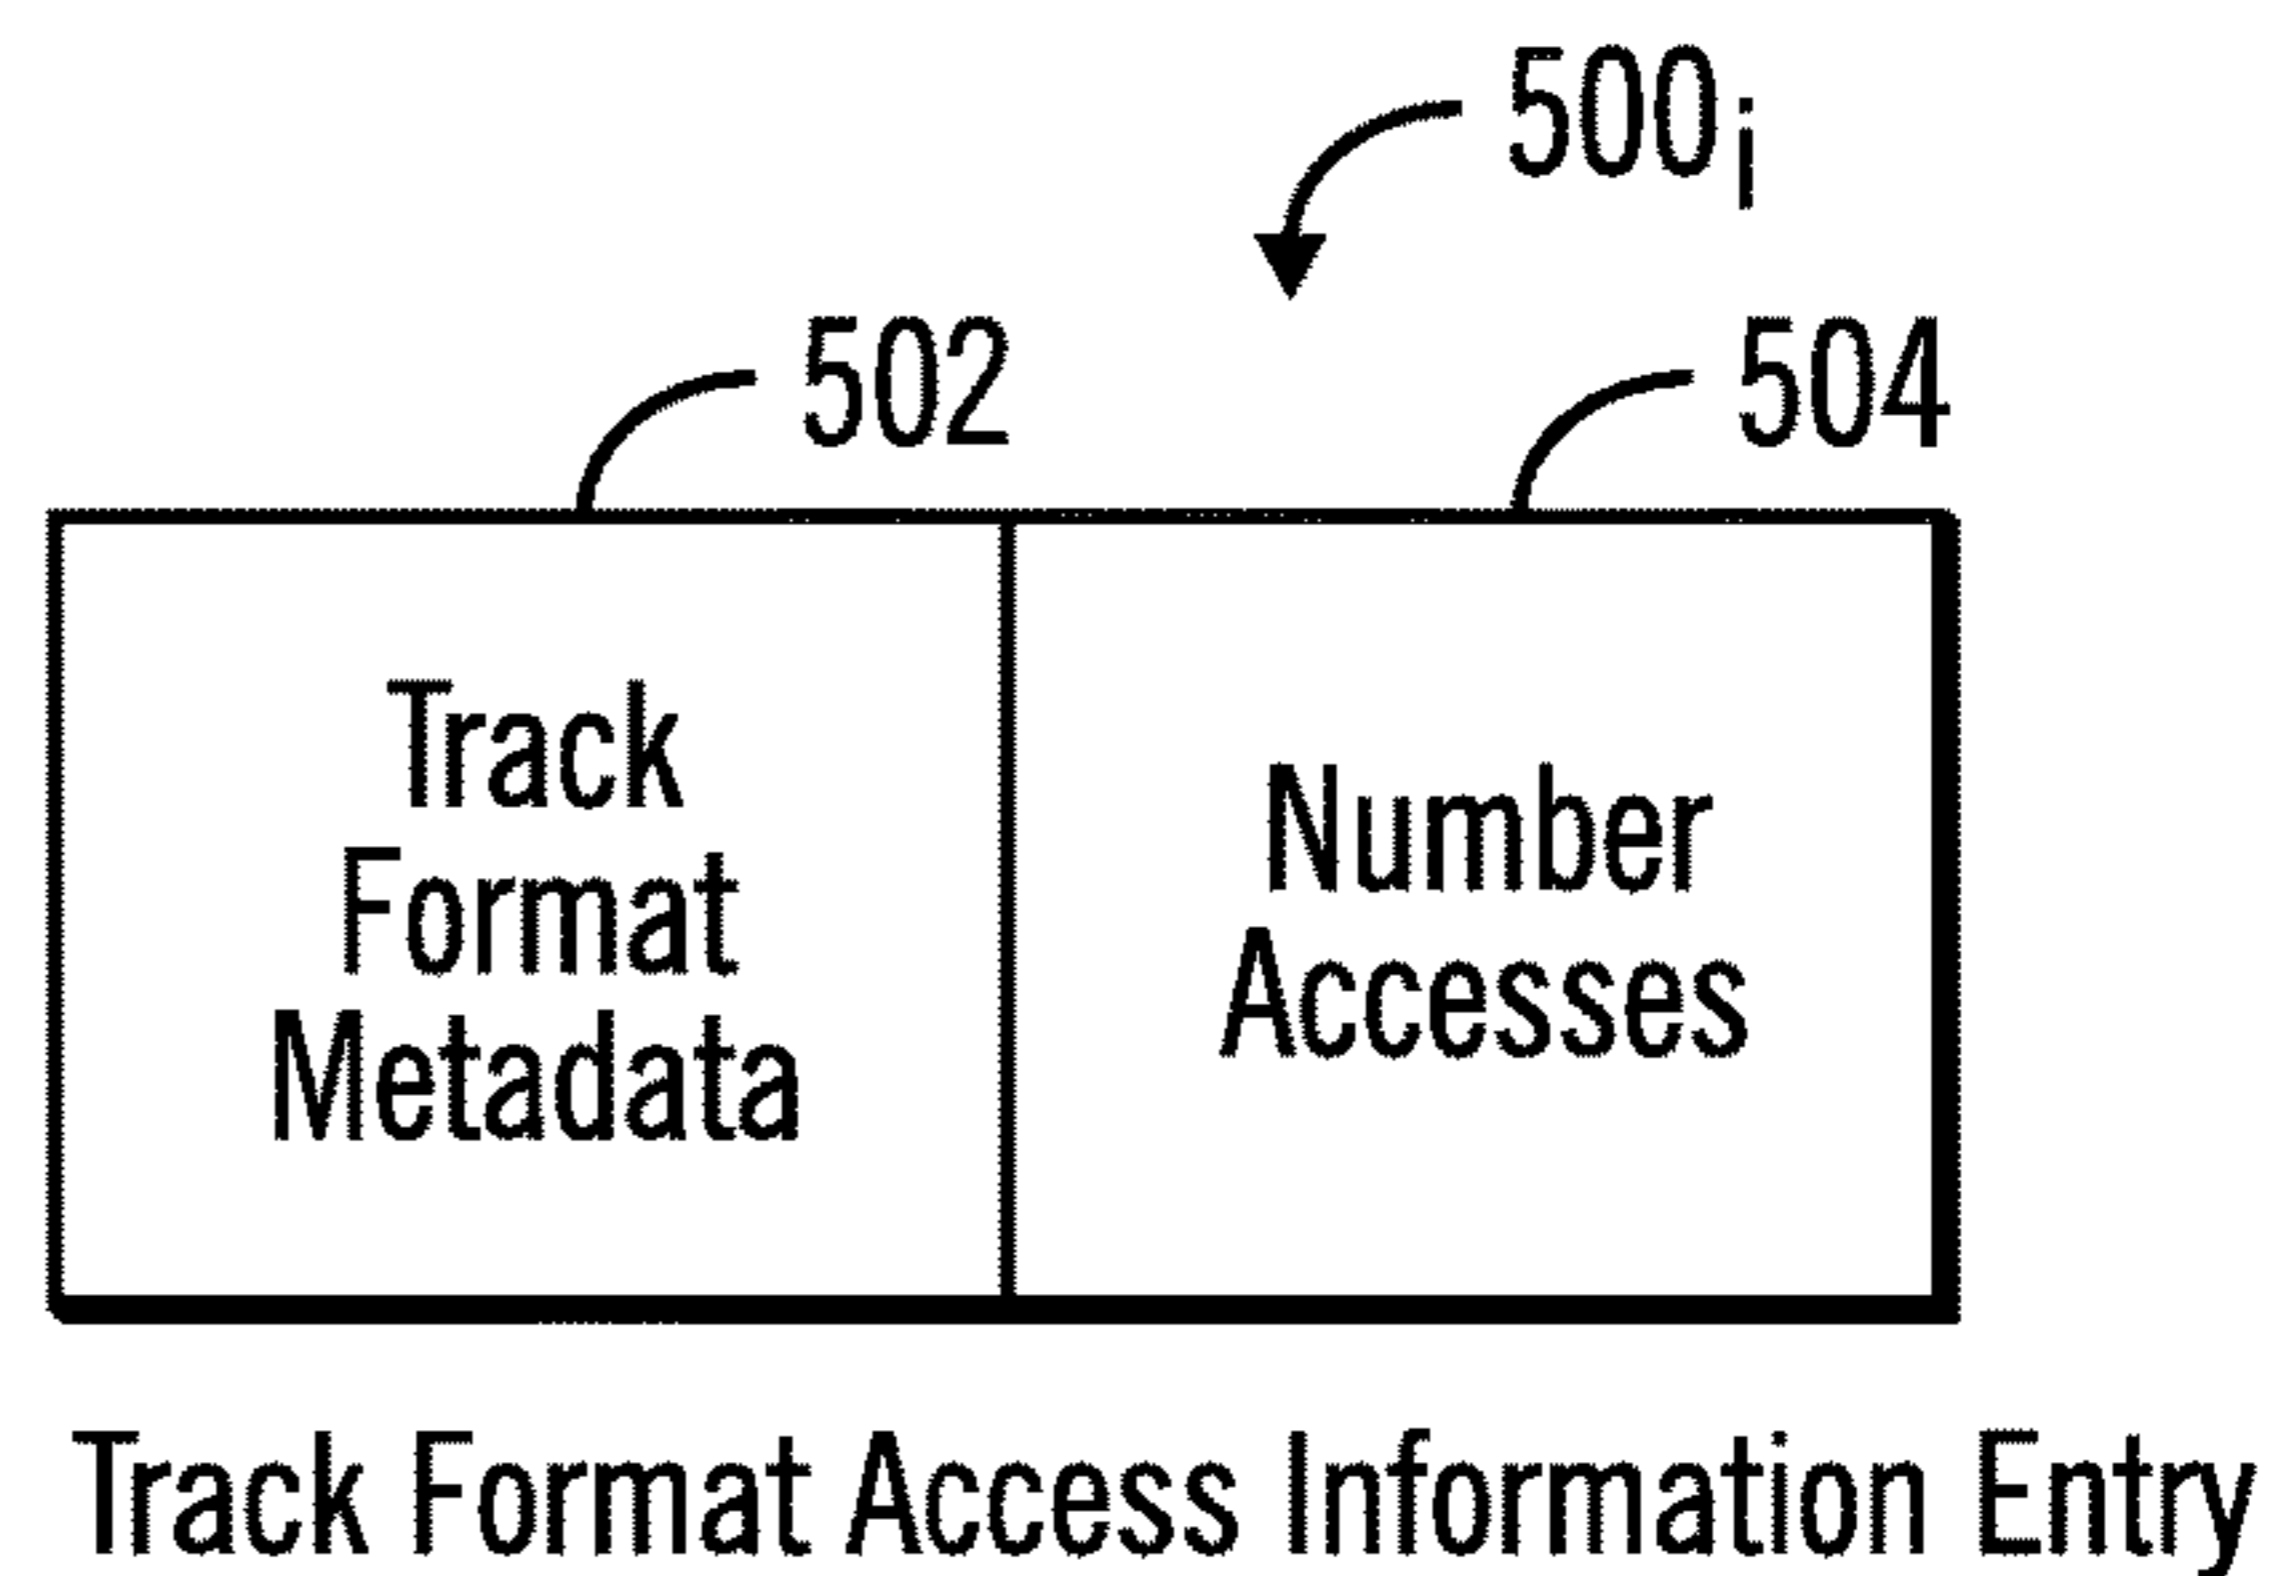 500i
502
504
Track
Format
Metadata
Number
Accesses
Track Format Access Information Entry